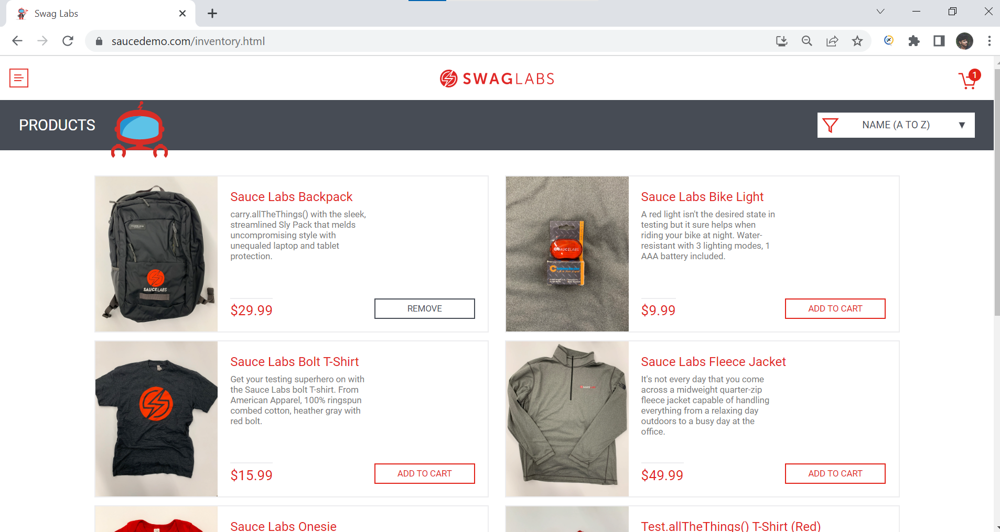 Swag Labs
saucedemo.com/inventory.html
SWAGLABS
1
PRODUCTS
NAME (A TO Z)
Sauce Labs Backpack
carry.allTheThings() with the sleek,
streamlined Sly Pack that melds
uncompromising style with
unequaled laptop and tablet
protection.
$29.99
REMOVE
SAUCELABS
Sauce Labs Bike Light
A red light isn't the desired state in
testing but it sure helps when
riding your bike at night. Water-
resistant with 3 lighting modes, 1
AAA battery included.
$9.99
ADD TO CART
SAUCELABS
Sauce Labs Bolt T-Shirt
Get your testing superhero on with
the Sauce Labs bolt T-shirt. From
American Apparel, 100% ringspun
combed cotton, heather gray with
red bolt.
$15.99
ADD TO CART
Sauce Labs Fleece Jacket
It's not every day that you come
across a midweight quarter-zip
fleece jacket capable of handling
everything from a relaxing day
outdoors to a busy day at the
office.
$49.99
ADD TO CART
Sauce Labs Onesie
Test.allTheThings() T-Shirt (Red)